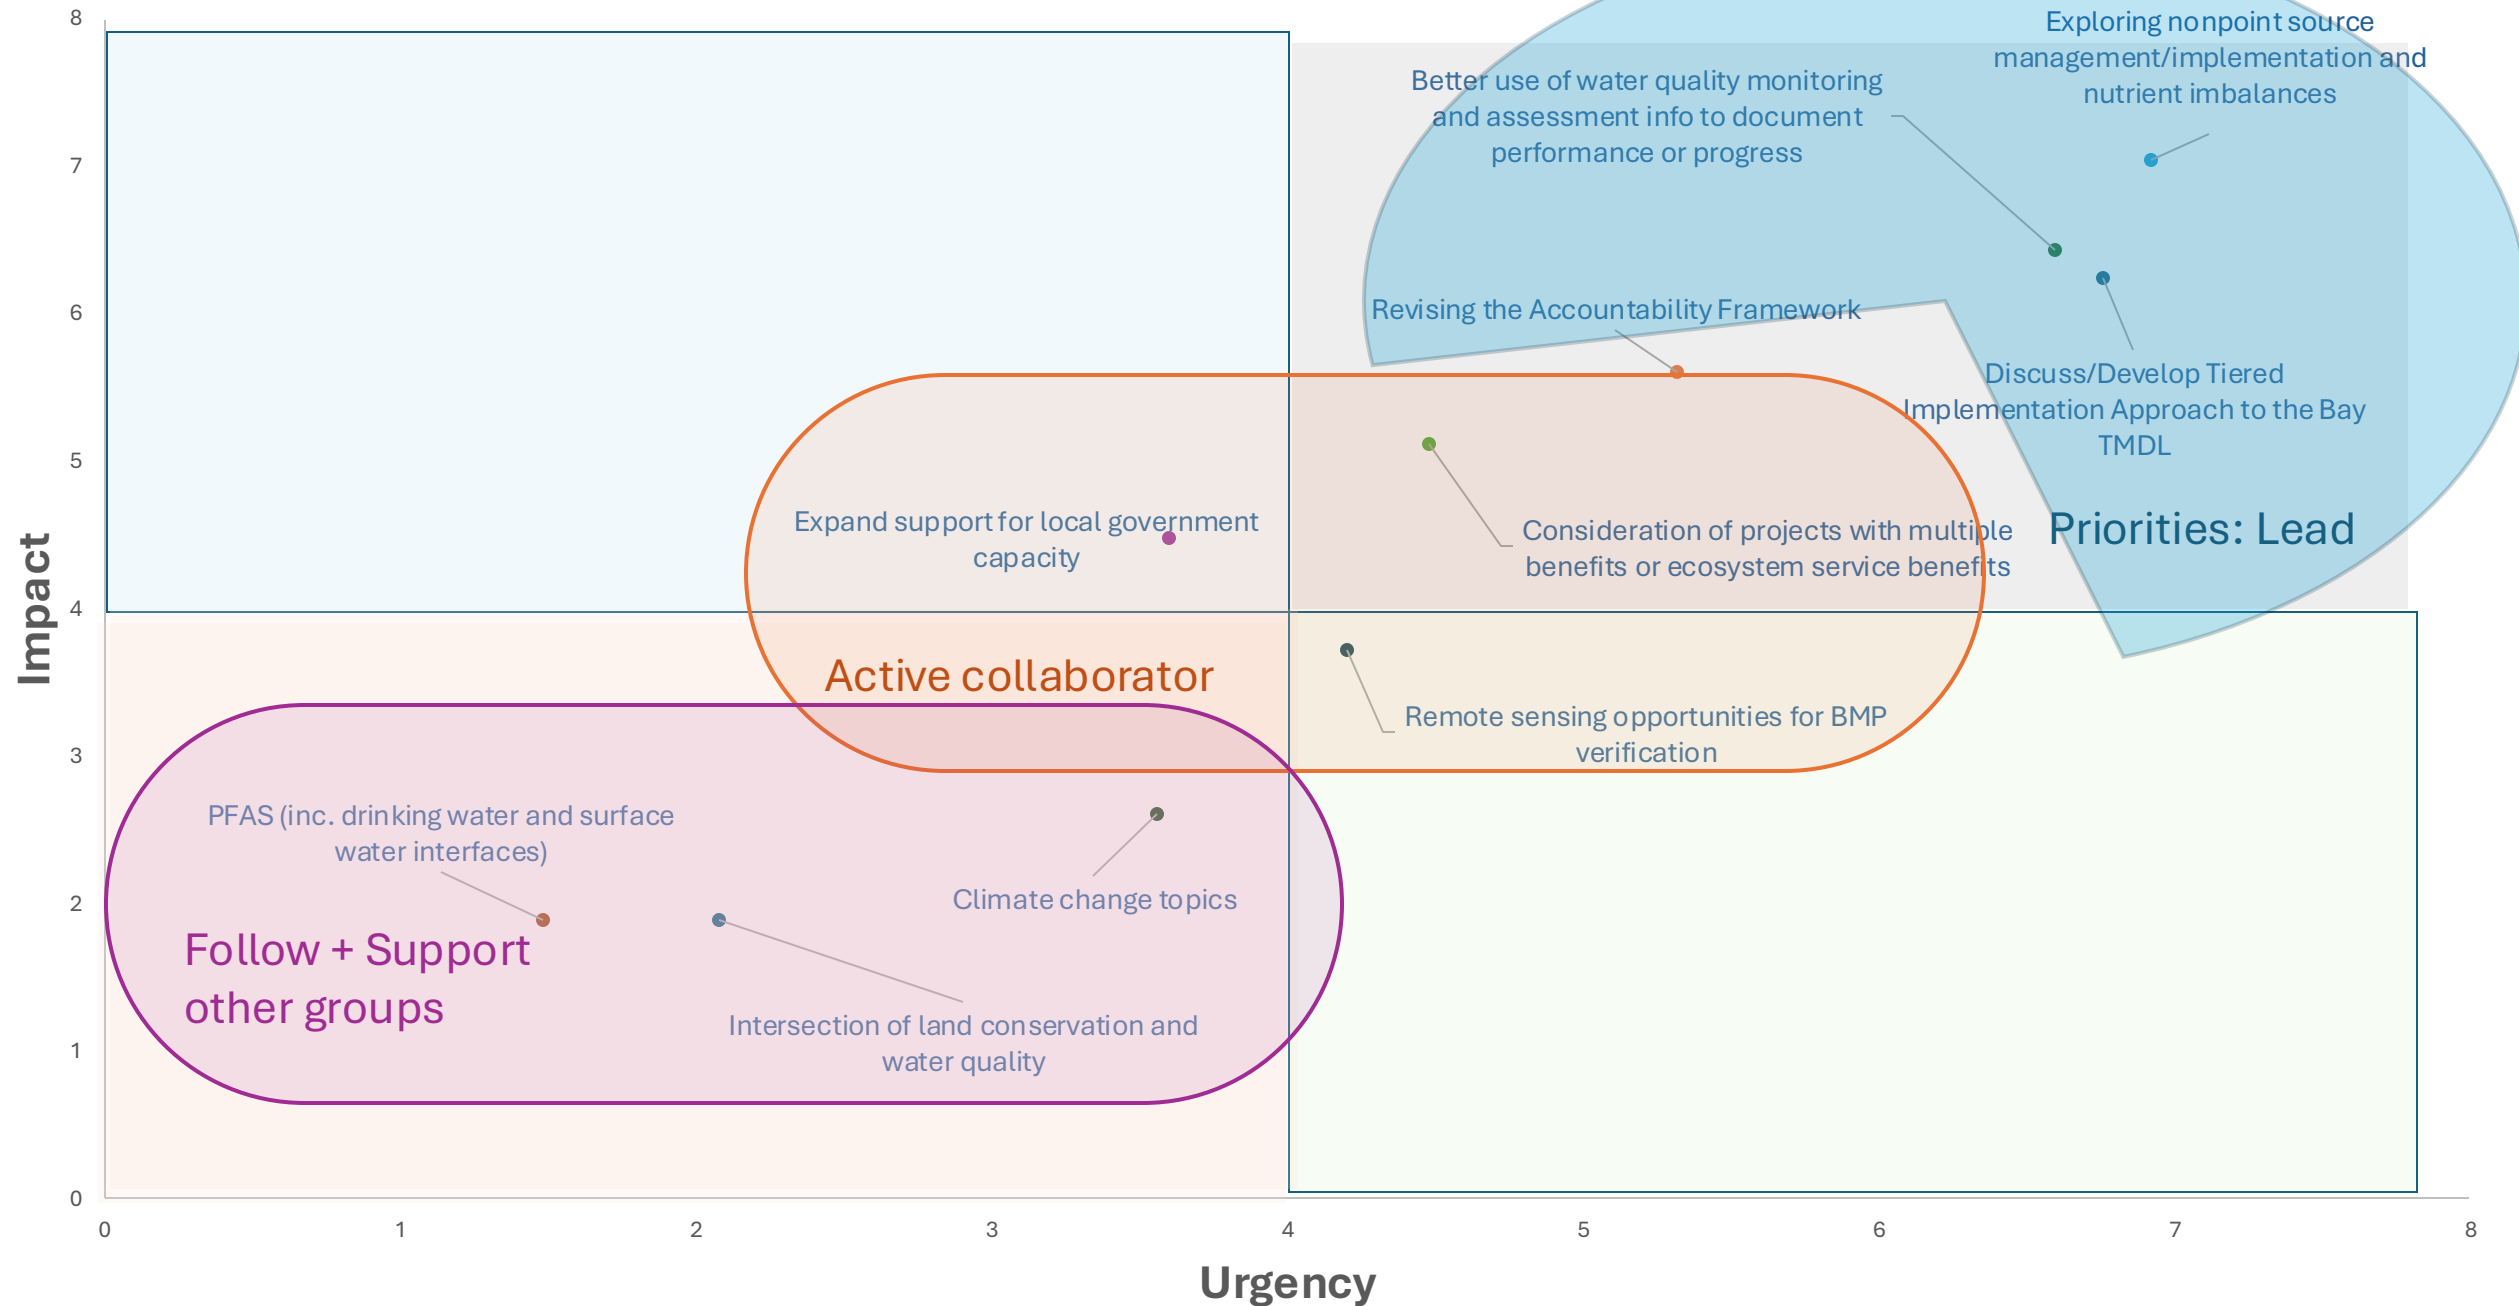 8
Exploring nonpoint source
management/implementation and
nutrient imbalances
Better use of water quality monitoring
and assessment info to document
performance or progress
7
6
Revising the Accountability Framework
Discuss/Develop Tiered
Implementation Approach to the Bay
TMDL
5
Expand support for local government
capacity
Consideration of projects with multiple
benefits or ecosystem service benefits
Priorities: Lead
4
Impact
Active collaborator
Remote sensing opportunities for BMP
verification
3
PFAS (inc. drinking water and surface
water interfaces)
Climate change topics
2
Follow + Support
other groups
Intersection of land conservation and
water quality
1
0
0 1 2 3 4 5 6 7 8
Urgency